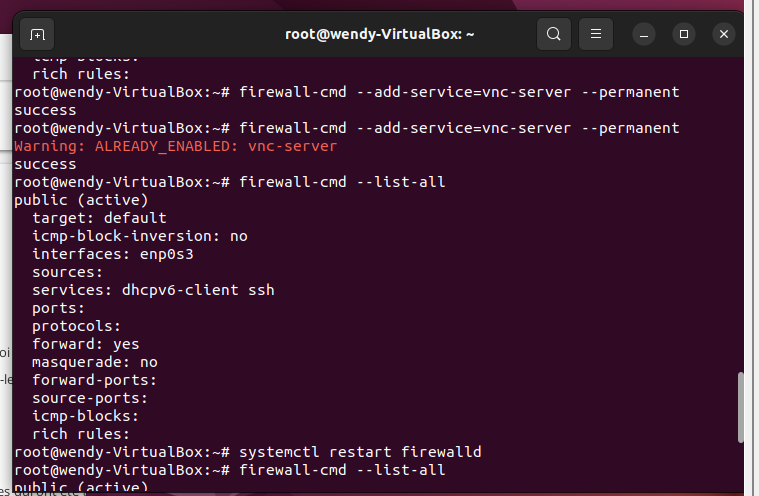 root@wendy-VirtualBox: ~
rich rules:
root@wendy-VirtualBox:~# firewall-cmd --add-service=vnc-server --permanent
success
root@wendy-VirtualBox:~# firewall-cmd --add-service=vnc-server --permanent
Warning: ALREADY_ENABLED: vnc-server
success
root@wendy-VirtualBox:~# firewall-cmd --list-all
public (active)
  target: default
  icmp-block-inversion: no
  interfaces: enp0s3
  sources:
  services: dhcpv6-client ssh
  ports:
  protocols:
  forward: yes
  masquerade: no
  forward-ports:
  source-ports:
  icmp-blocks:
  rich rules:
root@wendy-VirtualBox:~# systemctl restart firewalld
root@wendy-VirtualBox:~# firewall-cmd --list-all
public (active)